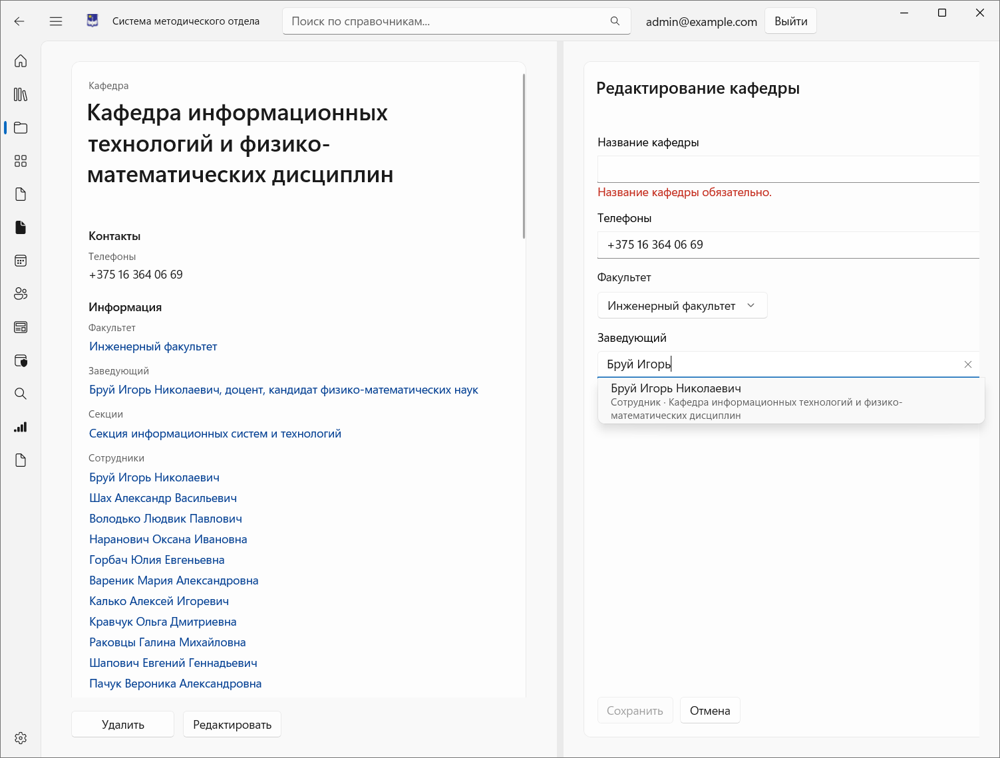 Система методического отдела
Поиск по справочникам...
admin@example.com
Выйти
Кафедра
Кафедра информационных
технологий и физико-
математических дисциплин
Контакты
Телефоны
+375 16 364 06 69
Информация
Факультет
Инженерный факультет
Заведующий
Бруй Игорь Николаевич, доцент, кандидат физико-математических наук
Секции
Секция информационных систем и технологий
Сотрудники
Бруй Игорь Николаевич
Шах Александр Васильевич
Володько Людвик Павлович
Наранович Оксана Ивановна
Горбач Юлия Евгеньевна
Вареник Мария Александровна
Калько Алексей Игоревич
Кравчук Ольга Дмитриевна
Раковцы Галина Михайловна
Шапович Евгений Геннадьевич
Пачук Вероника Александровна
Удалить
Редактировать
Редактирование кафедры
Название кафедры
Название кафедры обязательно.
Телефоны
+375 16 364 06 69
Факультет
Инженерный факультет
Заведующий
Бруй Игорь
Бруй Игорь Николаевич
Сотрудник · Кафедра информационных технологий и физико-
математических дисциплин
Сохранить
Отмена